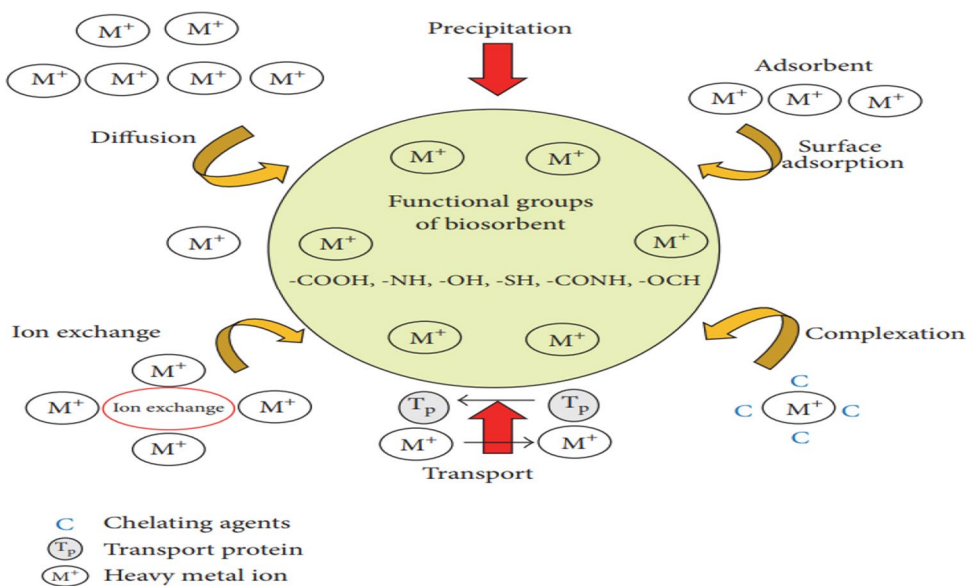 Precipitation
M⁺ M⁺
M⁺ M⁺ M⁺ M⁺
Adsorbent
M⁺ M⁺ M⁺
Diffusion
Surface
adsorption
M⁺ M⁺
Functional groups
of biosorbent
M⁺
M⁺ M⁺
-COOH, -NH, -OH, -SH, -CONH, -OCH
Ion exchange
M⁺ M⁺
Complexation
M⁺
M⁺ Ion exchange M⁺
M⁺
Tₚ Tₚ
M⁺ M⁺
Transport
C
C M⁺ C
C
C Chelating agents
Tₚ Transport protein
M⁺ Heavy metal ion